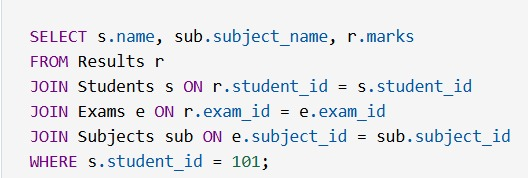 SELECT s.name, sub.subject_name, r.marks
FROM Results r
JOIN Students s ON r.student_id = s.student_id
JOIN Exams e ON r.exam_id = e.exam_id
JOIN Subjects sub ON e.subject_id = sub.subject_id
WHERE s.student_id = 101;